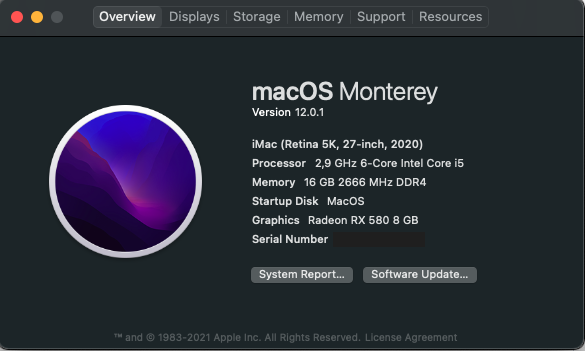 Overview Displays Storage Memory Support Resources
macOS Monterey
Version 12.0.1
iMac (Retina 5K, 27-inch, 2020)
Processor 2,9 GHz 6-Core Intel Core i5
Memory 16 GB 2666 MHz DDR4
Startup Disk MacOS
Graphics Radeon RX 580 8 GB
Serial Number
System Report... Software Update...
™ and © 1983-2021 Apple Inc. All Rights Reserved. License Agreement